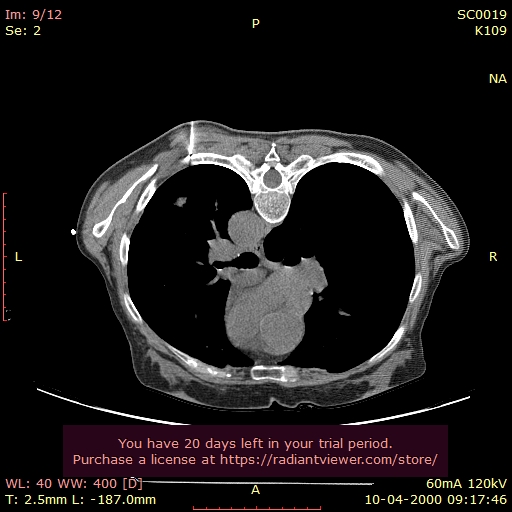 Im: 9/12
Se: 2
P
SC0019
K109
NA
L
R
You have 20 days left in your trial period.
Purchase a license at https://radiantviewer.com/store/
WL: 40 WW: 400 [D]
T: 2.5mm L: -187.0mm
A
60mA 120kV
10-04-2000 09:17:46